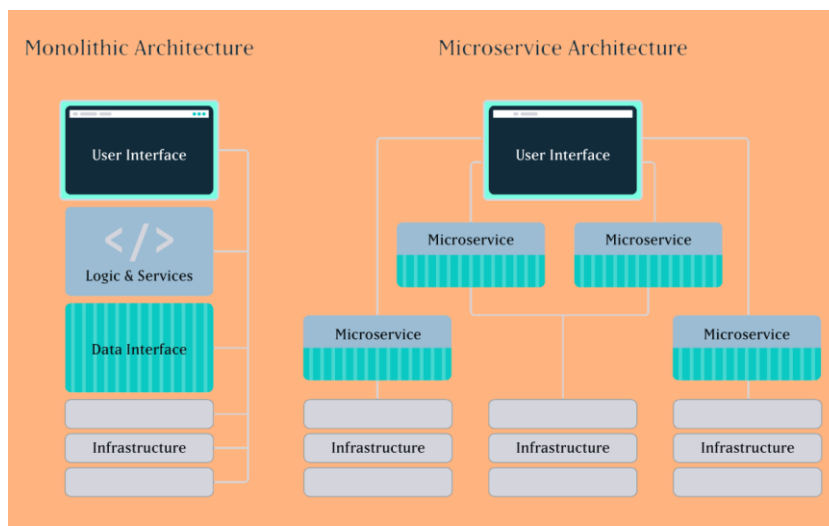 Monolithic Architecture
Microservice Architecture
User Interface
</>
Logic & Services
Data Interface
Infrastructure
User Interface
Microservice
Microservice
Microservice
Microservice
Infrastructure
Infrastructure
Infrastructure